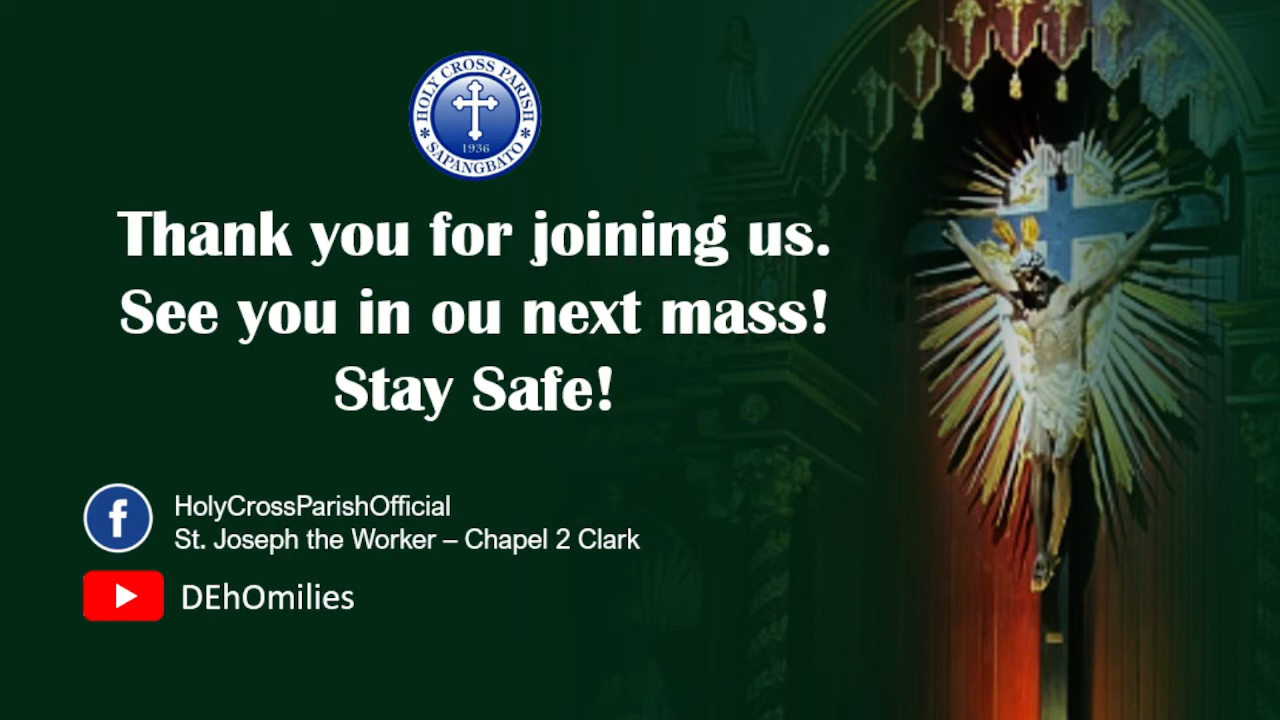 HOLY CROSS PARISH
1936
SAPANGBATO
Thank you for joining us.
See you in ou next mass!
Stay Safe!
HolyCrossParishOfficial
St. Joseph the Worker – Chapel 2 Clark
DEhOmilies